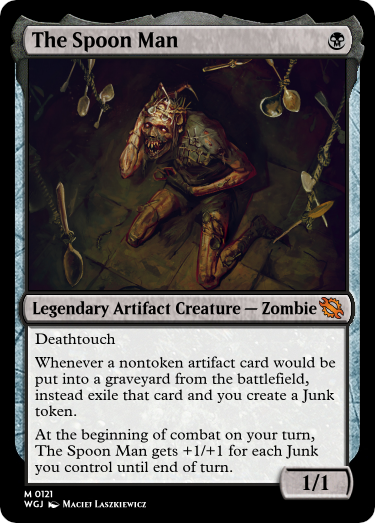 The Spoon Man
Legendary Artifact Creature — Zombie
Deathtouch
Whenever a nontoken artifact card would be
put into a graveyard from the battlefield,
instead exile that card and you create a Junk
token.
At the beginning of combat on your turn,
The Spoon Man gets +1/+1 for each Junk
you control until end of turn.
1/1
M 0121
WGJ Maciej Laszkiewicz